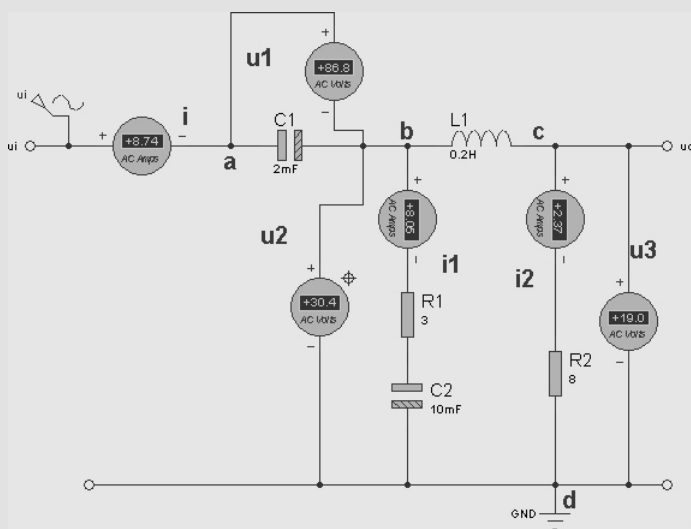 +
u1
+86.8
AC Volts
−
ui
+
i
−
+8.74
AC Amps
ui
a
C1
2mF
b
L1
0.2H
c
uo
+
+8.05
AC Amps
−
i1
+
+2.37
AC Amps
−
i2
u2
+
+30.4
AC Volts
−
u3
+
+19.0
AC Volts
−
R1
3
C2
10mF
R2
8
d
GND